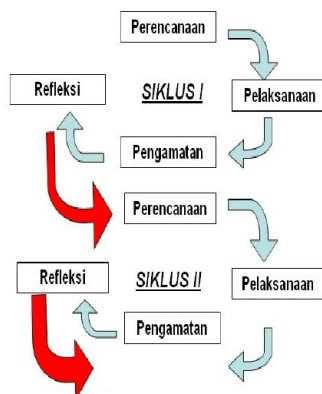 Perencanaan
Refleksi
SIKLUS I
Pelaksanaan
Pengamatan
Perencanaan
Refleksi
SIKLUS II
Pelaksanaan
Pengamatan